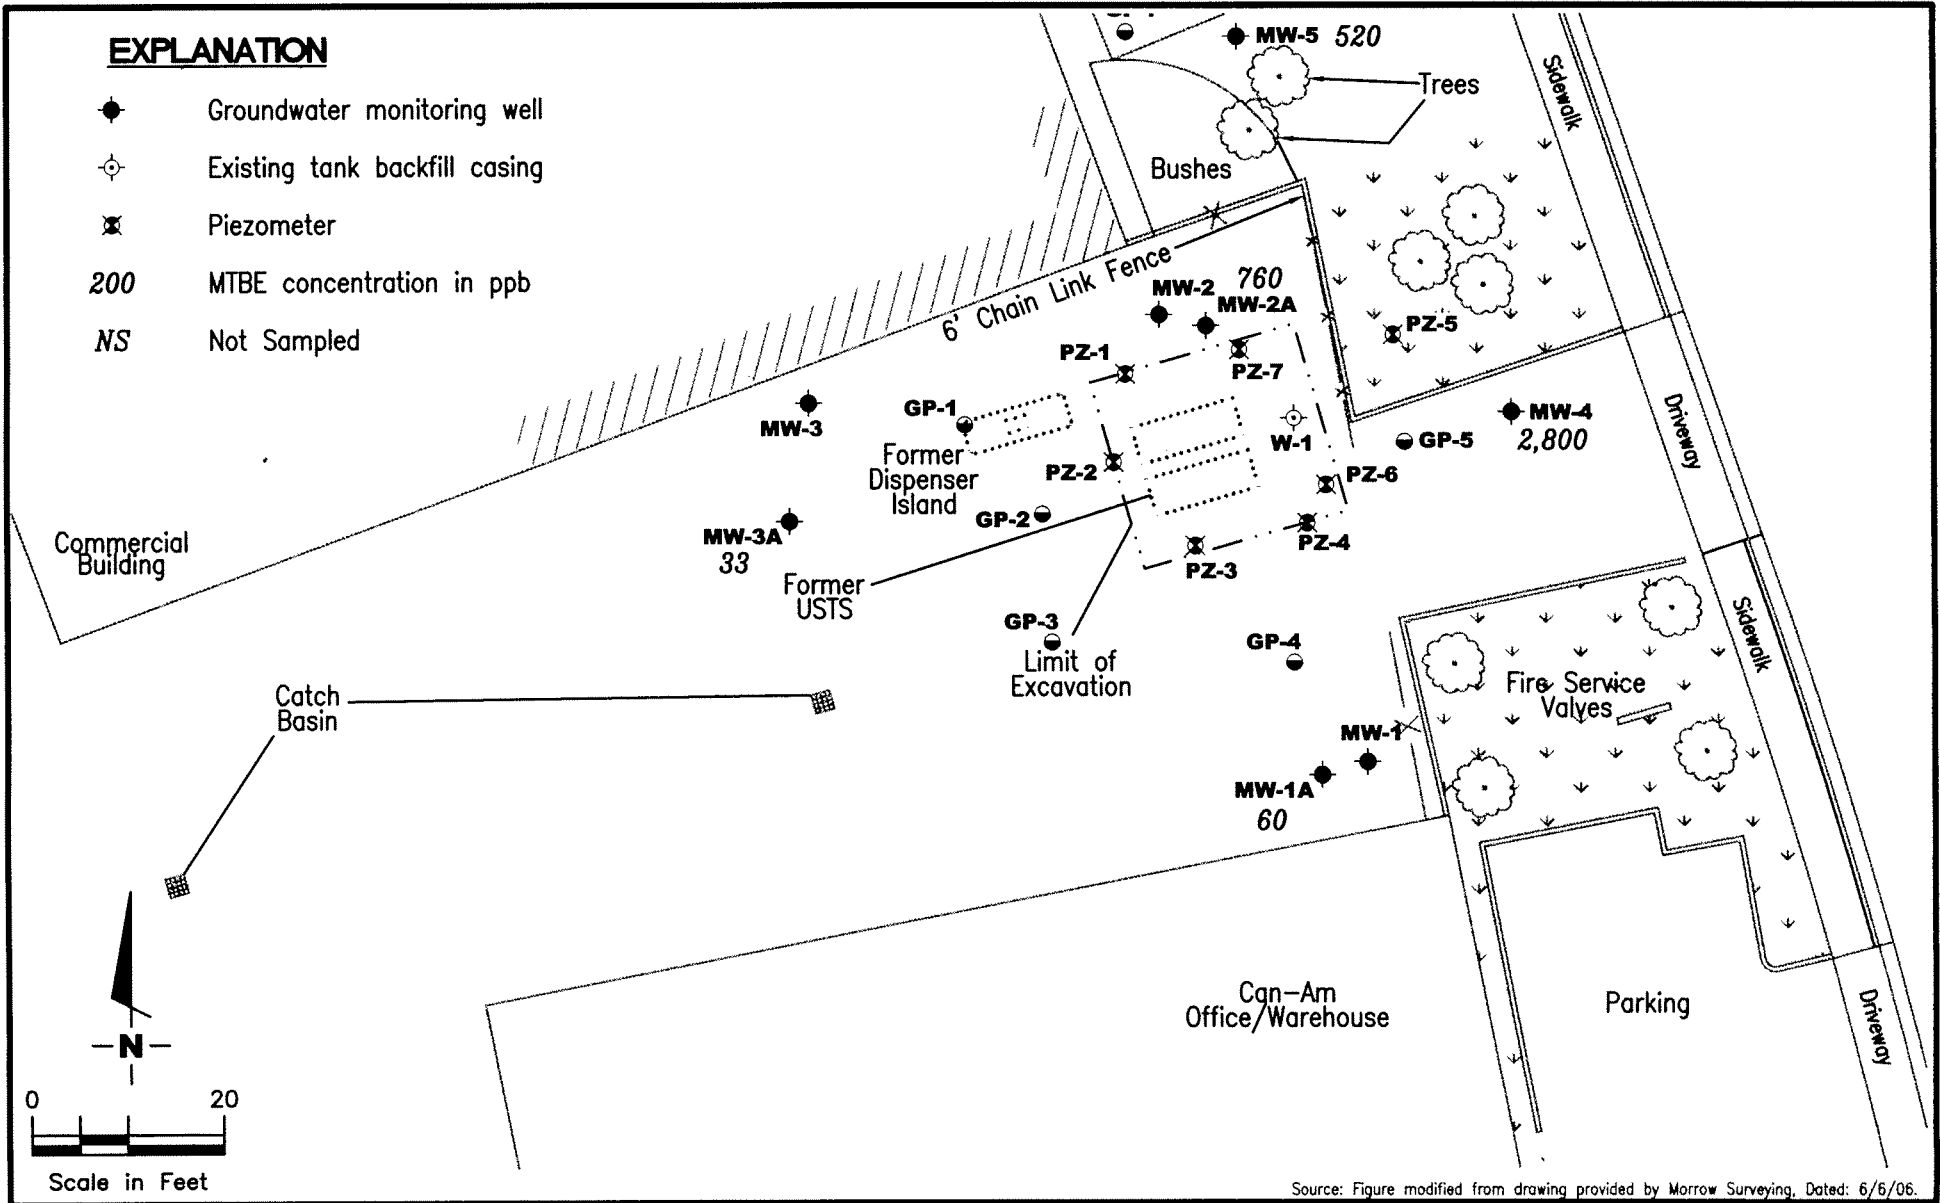 EXPLANATION
Groundwater monitoring well
Existing tank backfill casing
Piezometer
200 MTBE concentration in ppb
NS Not Sampled
MW-5 520
Trees
Sidewalk
Bushes
6' Chain Link Fence
760
MW-2
MW-2A
PZ-1
PZ-7
PZ-5
GP-1
MW-3
MW-4
2,800
Driveway
W-1
GP-5
Former
Dispenser
Island
PZ-2
PZ-6
GP-2
MW-3A
33
PZ-4
PZ-3
Commercial
Building
Former
USTS
GP-3
GP-4
Limit of
Excavation
Sidewalk
Fire Service
Valves
Catch
Basin
MW-1
MW-1A
60
Can-Am
Office/Warehouse
Parking
Driveway
N
0 20
Scale in Feet
Source: Figure modified from drawing provided by Morrow Surveying, Dated: 6/6/06.